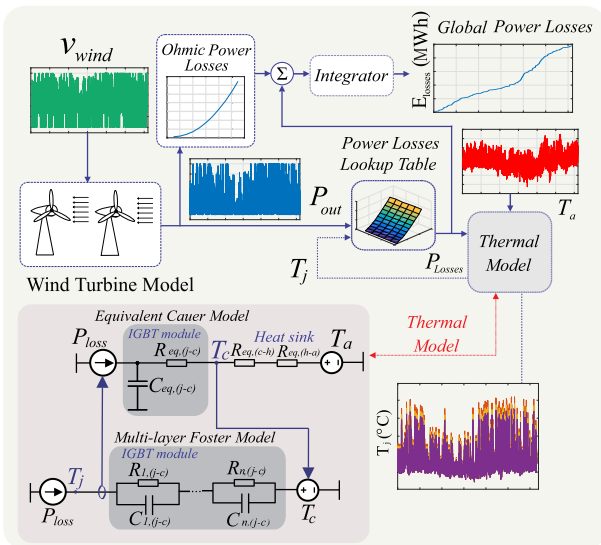 v_wind
Ohmic Power
Losses
Σ
Integrator
Global Power Losses
E_losses (MWh)
Power Losses
Lookup Table
P_out
T_j
P_Losses
T_a
Thermal
Model
Wind Turbine Model
Thermal
Model
Equivalent Cauer Model
P_loss
IGBT module
R_eq,(j-c)
C_eq,(j-c)
T_c
Heat sink
R_eq,(c-h)
R_eq,(h-a)
T_a
Multi-layer Foster Model
IGBT module
T_j
P_loss
R_1,(j-c)
C_1,(j-c)
R_n,(j-c)
C_n,(j-c)
T_c
T_j (°C)